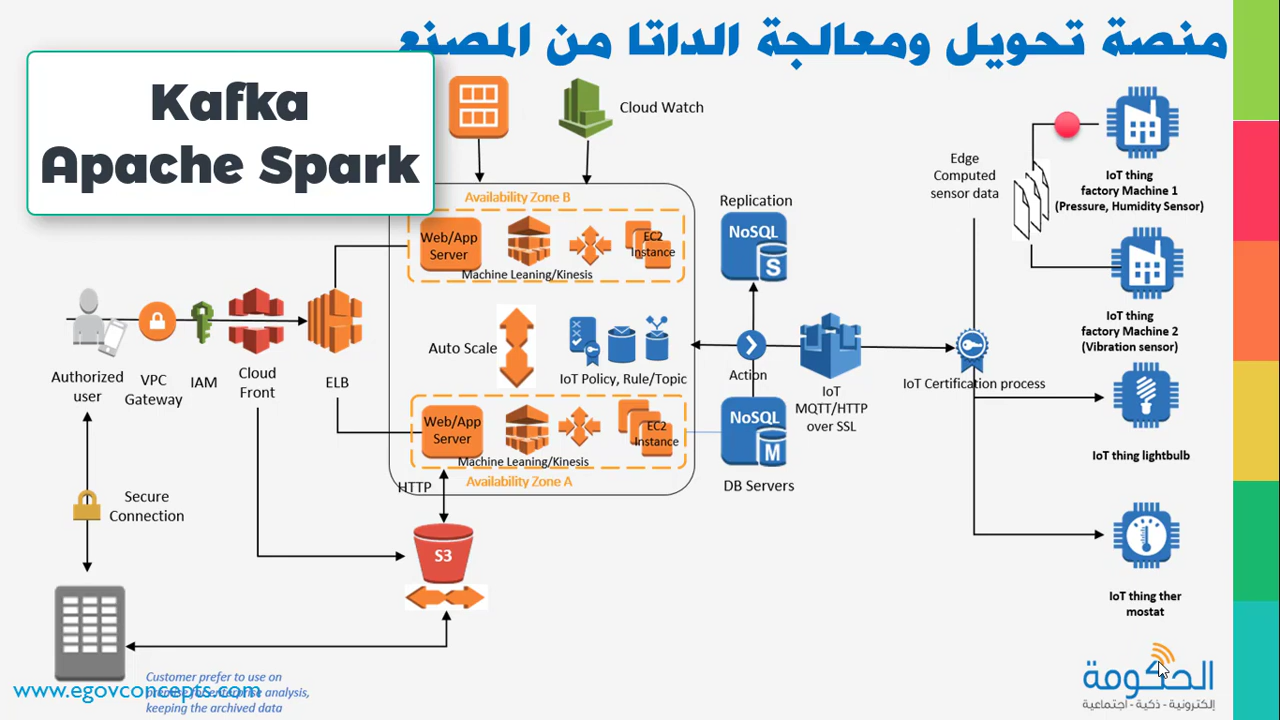 منصة تحويل ومعالجة الداتا من المصنع
Kafka
Apache Spark
Cloud Watch
Availability Zone B
Web/App
Server
EC2
Instance
Machine Leaning/Kinesis
Replication
NoSQL
S
Edge
Computed
sensor data
IoT thing
factory Machine 1
(Pressure, Humidity Sensor)
IoT thing
factory Machine 2
(Vibration sensor)
Authorized
user
VPC
Gateway
IAM
Cloud
Front
ELB
Auto Scale
IoT Policy, Rule/Topic
Action
IoT
MQTT/HTTP
over SSL
IoT Certification process
Web/App
Server
EC2
Instance
Machine Leaning/Kinesis
Availability Zone A
NoSQL
M
DB Servers
IoT thing lightbulb
HTTP
Secure
Connection
S3
IoT thing ther
mostat
Customer prefer to use on
premise for enterprise analysis,
keeping the archived data
www.egovconcepts.com
الحكومة
إلكترونية - ذكية - اجتماعية